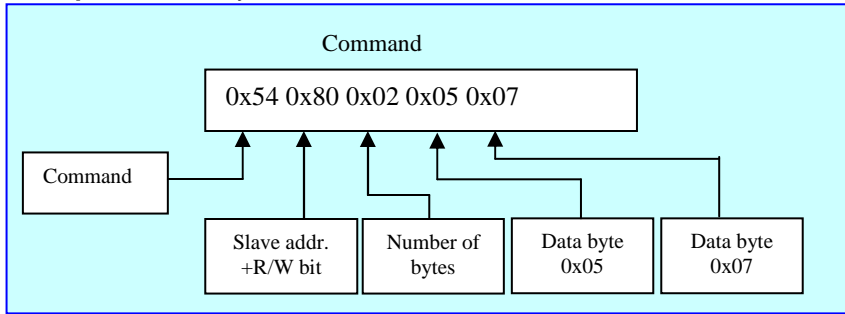 Command
0x54 0x80 0x02 0x05 0x07
Command
Slave addr.
+R/W bit
Number of
bytes
Data byte
0x05
Data byte
0x07